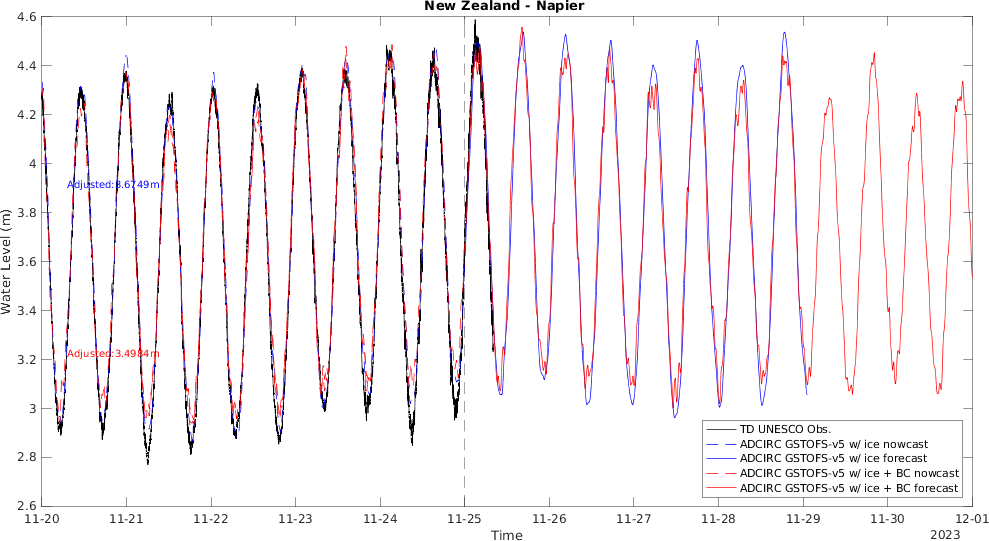 New Zealand - Napier
4.6
4.4
4.2
4
3.8
3.6
3.4
3.2
3
2.8
2.6
Water Level (m)
Adjusted:3.6749m
Adjusted:3.4984m
TD UNESCO Obs.
ADCIRC GSTOFS-v5 w/ ice nowcast
ADCIRC GSTOFS-v5 w/ ice forecast
ADCIRC GSTOFS-v5 w/ ice + BC nowcast
ADCIRC GSTOFS-v5 w/ ice + BC forecast
11-20 11-21 11-22 11-23 11-24 11-25 11-26 11-27 11-28 11-29 11-30 12-01
Time
2023